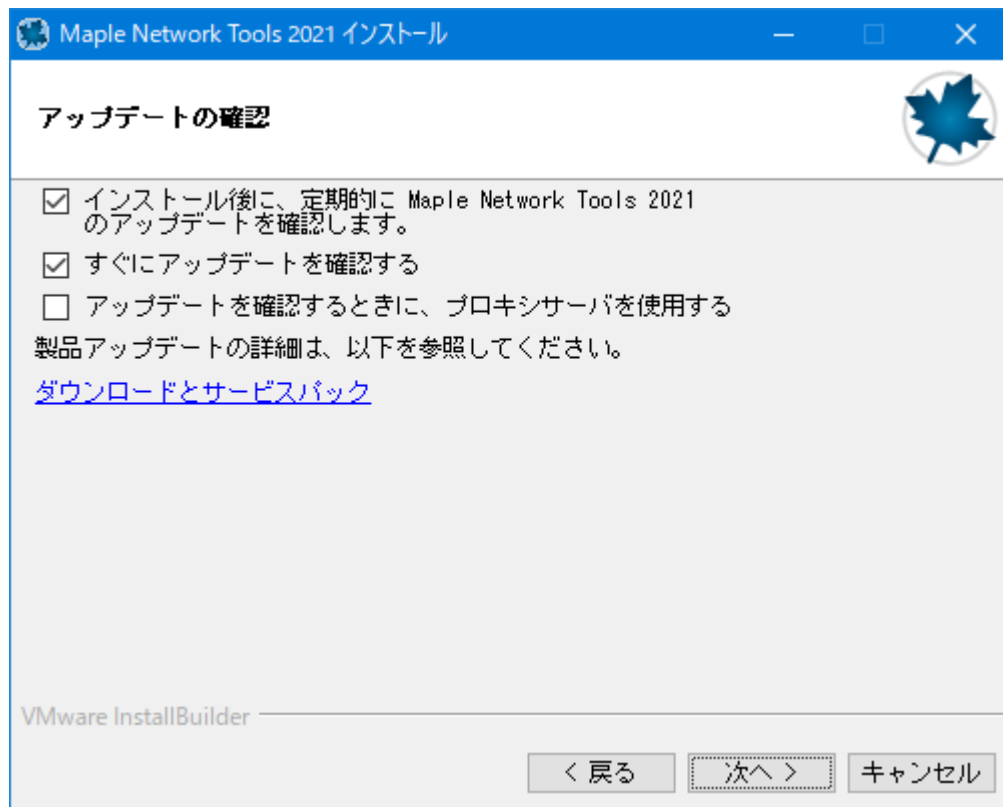 Maple Network Tools 2021 インストール
アップデートの確認
インストール後に、定期的に Maple Network Tools 2021
のアップデートを確認します。
すぐにアップデートを確認する
アップデートを確認するときに、プロキシサーバを使用する
製品アップデートの詳細は、以下を参照してください。
ダウンロードとサービスパック
VMware InstallBuilder
< 戻る
次へ >
キャンセル